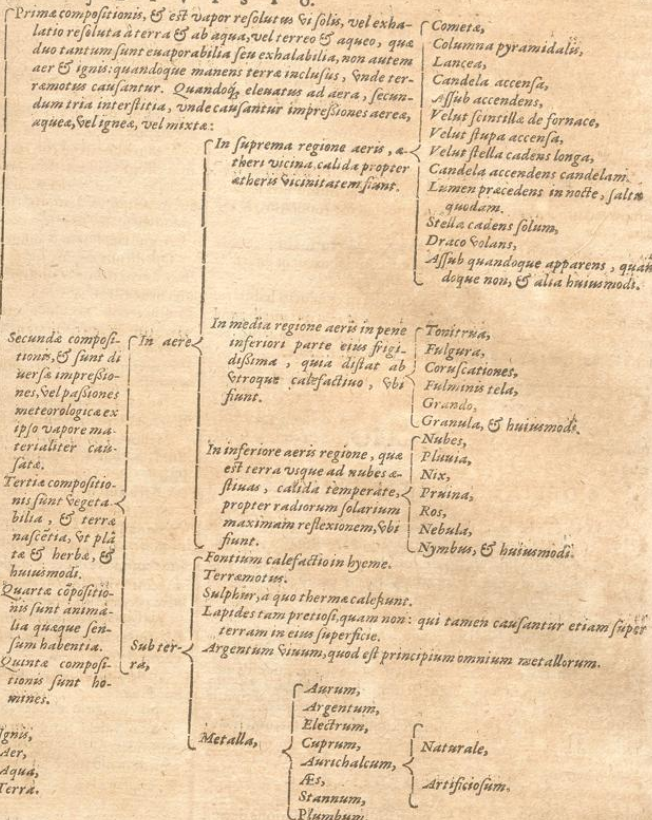 Primæ compositionis, & est vapor resolutus vi solis, vel exha-
latio resoluta à terra & ab aqua, vel terreo & aqueo, quæ
duo tantum sunt euaporabilia seu exhalabilia, non autem
aer & ignis: quandoque manens terræ inclusus, vnde ter-
ræmotus causantur. Quandoq, eleuatus ad aera, secun-
dum tria interstitia, vnde causantur impreßiones aereæ,
aqueæ, vel igneæ, vel mixtæ:
In suprema regione aeris, æ-
theri vicina, calida propter
ætheris vicinitatem fiant.
Cometæ,
Columna pyramidalis,
Lancea,
Candela accensa,
Aßub accendens,
Velut scintillæ de fornace,
Velut stupa accensa,
Velut stella cadens longa,
Candela accendens candelam.
Lumen præcedens in nocte, saltu
quodam.
Stella cadens solum,
Draco volans,
Aßub quandoque apparens, quan
doque non, & alia huiusmodi.
Secundæ composi-
tionis, & sunt di
uersæ impreßio-
nes, vel paßiones
meteorologicæ ex
ipso vapore ma-
terialiter cau-
satæ.
Tertiæ compositio-
nis sunt vegeta-
bilia, & terræ
nascētia, vt plā
tæ & herbæ, &
huiusmodi.
Quartæ cōpositio-
nis sunt anima-
lia quæque sen-
sum habentia.
Quintæ composi-
tionis sunt ho-
mines.
In aere
In media regione aeris in pene
inferiori parte eius frigi-
dißima, quia distat ab
vtroque calefactiuo, vbi
fiunt.
Tonitrua,
Fulgura,
Coruscationes,
Fulminis tela,
Grando,
Granula, & huiusmodi.
In inferiore aeris regione, quæ
est terra vsque ad nubes æ-
stiuas, calida temperate,
propter radiorum solarium
maximam reflexionem, vbi
fiunt.
Nubes,
Pluuia,
Nix,
Pruina,
Ros,
Nebula,
Nymbus, & huiusmodi.
Sub ter-
rá,
Fontium calefactio in hyeme.
Terræmotus.
Sulphur, à quo thermæ calescunt.
Lapides tam pretiosi, quam non: qui tamen causantur etiam super
terram in eius superficie.
Argentum viuum, quod est principium omnium metallorum.
Metalla,
Aurum,
Argentum,
Electrum,
Cuprum,
Aurichalcum,
Æs,
Stannum,
Plumbum
Naturale,
Artificiosum.
Ignis,
Aer,
Aqua,
Terra.